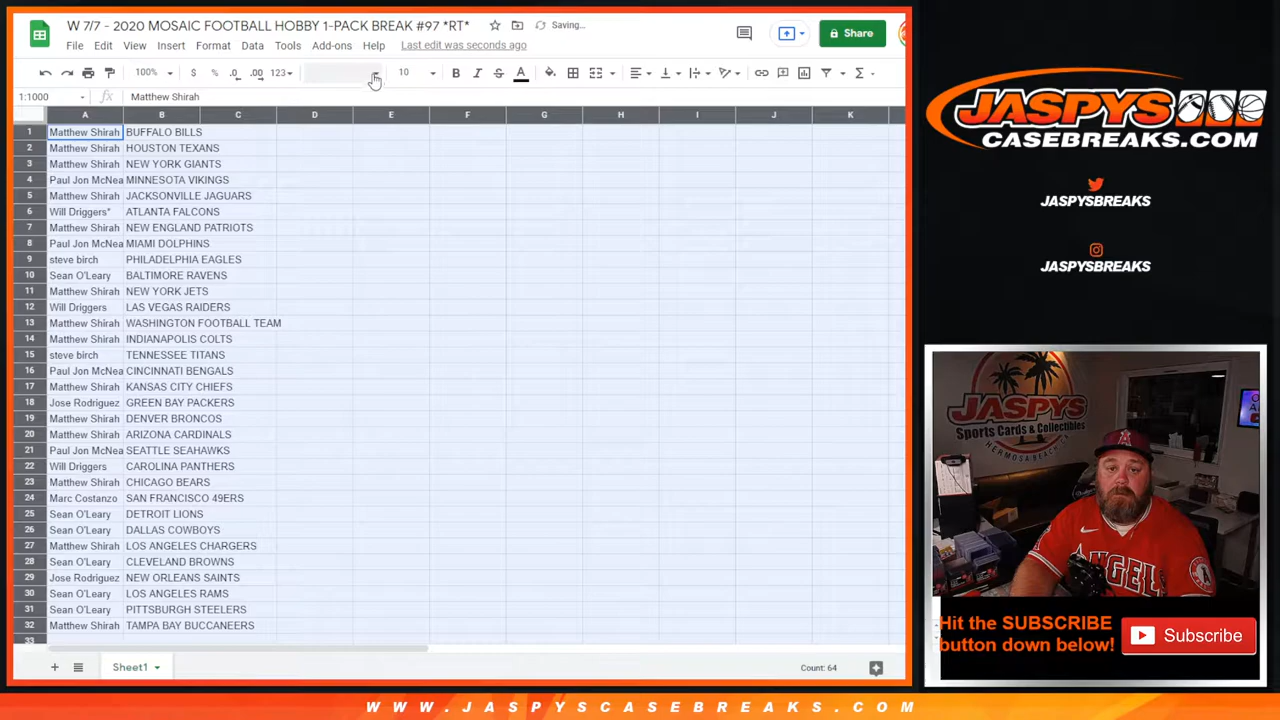 W 7/7 - 2020 MOSAIC FOOTBALL HOBBY 1-PACK BREAK #97 *RT*
Saving...
File Edit View Insert Format Data Tools Add-ons Help Last edit was seconds ago
Share
100% $ % .0 .00 123 10 B I S A
1:1000 fx Matthew Shirah
A B C D E F G H I J K
1 Matthew Shirah BUFFALO BILLS
2 Matthew Shirah HOUSTON TEXANS
3 Matthew Shirah NEW YORK GIANTS
4 Paul Jon McNea MINNESOTA VIKINGS
5 Matthew Shirah JACKSONVILLE JAGUARS
6 Will Driggers* ATLANTA FALCONS
7 Matthew Shirah NEW ENGLAND PATRIOTS
8 Paul Jon McNea MIAMI DOLPHINS
9 steve birch PHILADELPHIA EAGLES
10 Sean O'Leary BALTIMORE RAVENS
11 Matthew Shirah NEW YORK JETS
12 Will Driggers LAS VEGAS RAIDERS
13 Matthew Shirah WASHINGTON FOOTBALL TEAM
14 Matthew Shirah INDIANAPOLIS COLTS
15 steve birch TENNESSEE TITANS
16 Paul Jon McNea CINCINNATI BENGALS
17 Matthew Shirah KANSAS CITY CHIEFS
18 Jose Rodriguez GREEN BAY PACKERS
19 Matthew Shirah DENVER BRONCOS
20 Matthew Shirah ARIZONA CARDINALS
21 Paul Jon McNea SEATTLE SEAHAWKS
22 Will Driggers CAROLINA PANTHERS
23 Matthew Shirah CHICAGO BEARS
24 Marc Costanzo SAN FRANCISCO 49ERS
25 Sean O'Leary DETROIT LIONS
26 Sean O'Leary DALLAS COWBOYS
27 Matthew Shirah LOS ANGELES CHARGERS
28 Sean O'Leary CLEVELAND BROWNS
29 Jose Rodriguez NEW ORLEANS SAINTS
30 Sean O'Leary LOS ANGELES RAMS
31 Sean O'Leary PITTSBURGH STEELERS
32 Matthew Shirah TAMPA BAY BUCCANEERS
33
Sheet1
Count: 64
JASPYS
CASEBREAKS.COM
JASPYSBREAKS
JASPYSBREAKS
JASPYS
Sports Cards & Collectibles
HERMOSA BEACH
ANGEL
Hit the SUBSCRIBE
button down below!
Subscribe
WWW.JASPYSCASEBREAKS.COM